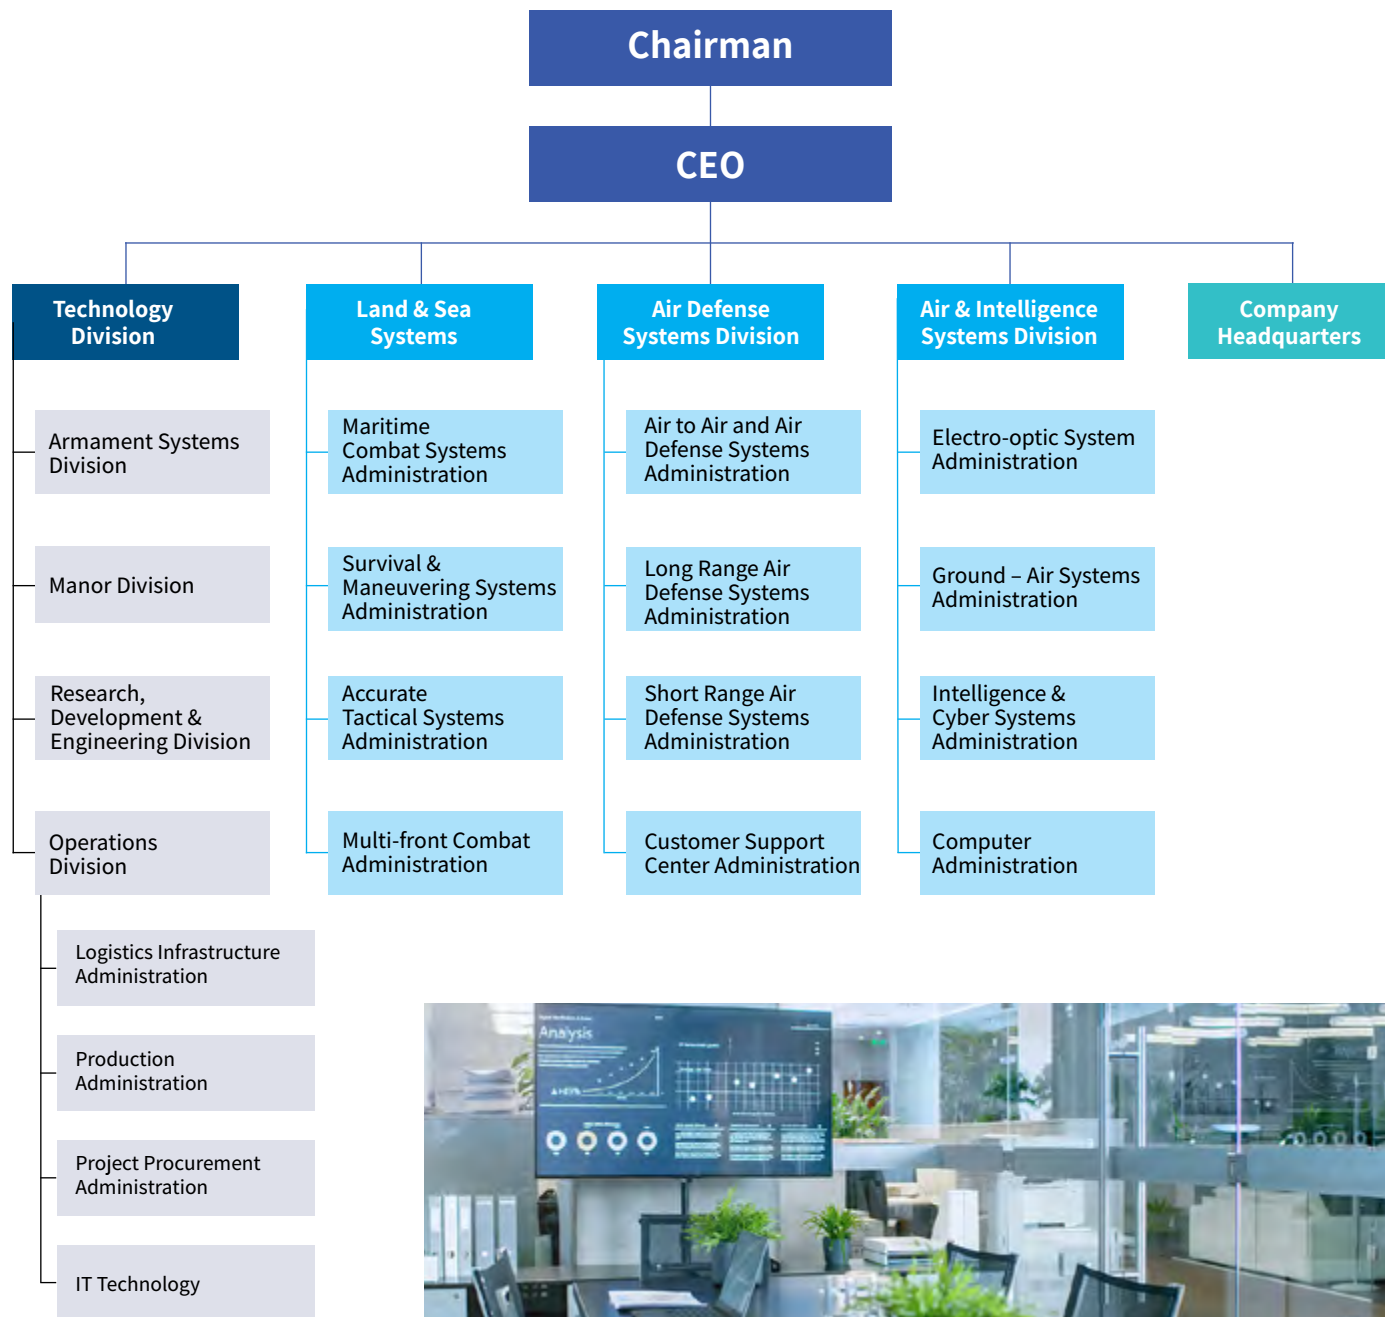 Chairman
CEO
Technology
Division
Land & Sea
Systems
Air Defense
Systems Division
Air & Intelligence
Systems Division
Company
Headquarters
Armament Systems
Division
Manor Division
Research,
Development &
Engineering Division
Operations
Division
Logistics Infrastructure
Administration
Production
Administration
Project Procurement
Administration
IT Technology
Maritime
Combat Systems
Administration
Survival &
Maneuvering Systems
Administration
Accurate
Tactical Systems
Administration
Multi-front Combat
Administration
Air to Air and Air
Defense Systems
Administration
Long Range Air
Defense Systems
Administration
Short Range Air
Defense Systems
Administration
Customer Support
Center Administration
Electro-optic System
Administration
Ground – Air Systems
Administration
Intelligence &
Cyber Systems
Administration
Computer
Administration
Analysis